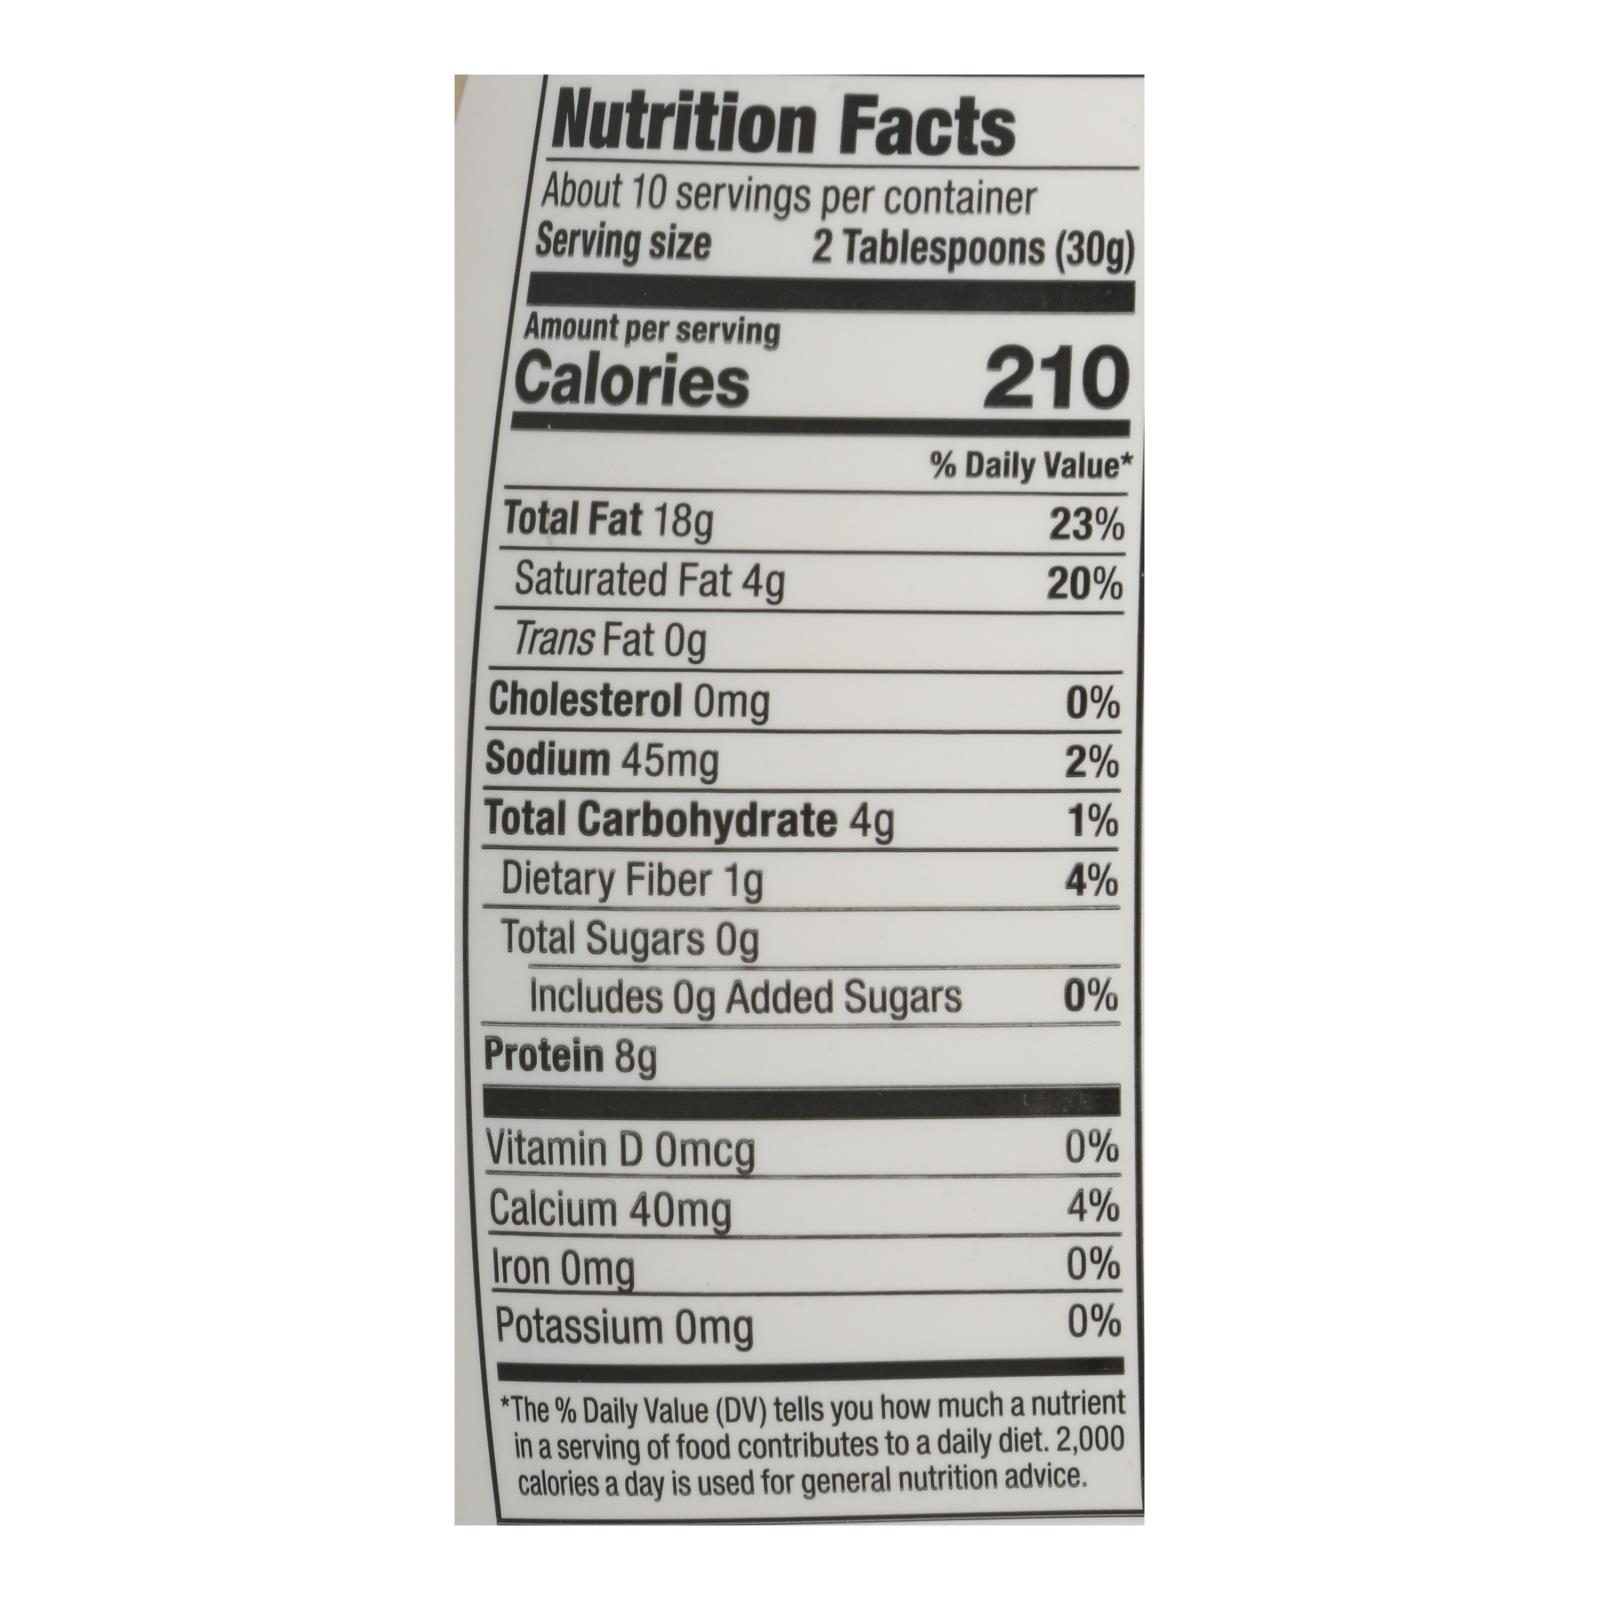 Nutrition Facts
About 10 servings per container
Serving size 2 Tablespoons (30g)
Amount per serving
Calories 210
% Daily Value*
Total Fat 18g 23%
Saturated Fat 4g 20%
Trans Fat 0g
Cholesterol 0mg 0%
Sodium 45mg 2%
Total Carbohydrate 4g 1%
Dietary Fiber 1g 4%
Total Sugars 0g
Includes 0g Added Sugars 0%
Protein 8g
Vitamin D 0mcg 0%
Calcium 40mg 4%
Iron 0mg 0%
Potassium 0mg 0%
*The % Daily Value (DV) tells you how much a nutrient
in a serving of food contributes to a daily diet. 2,000
calories a day is used for general nutrition advice.